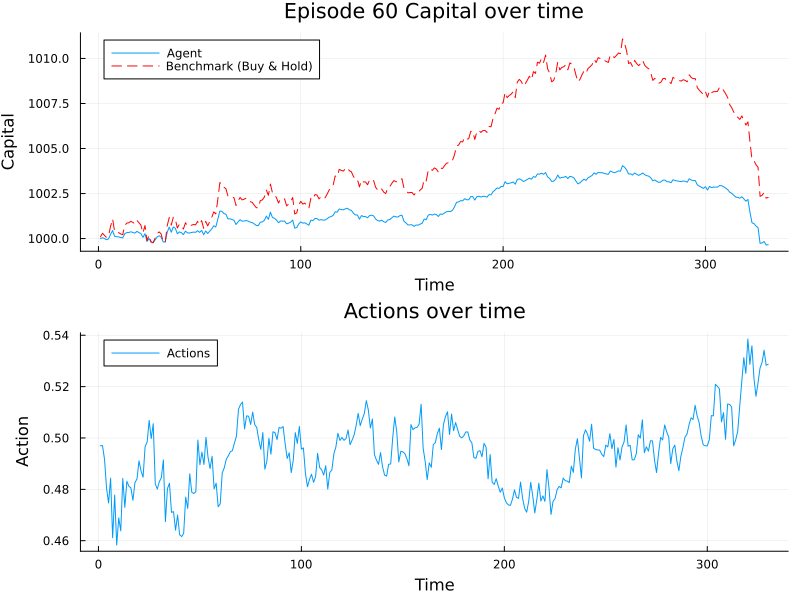 Episode 60 Capital over time
Agent
Benchmark (Buy & Hold)
Capital
1010.0
1007.5
1005.0
1002.5
1000.0
0 100 200 300
Time
Actions over time
Actions
Action
0.54
0.52
0.50
0.48
0.46
0 100 200 300
Time